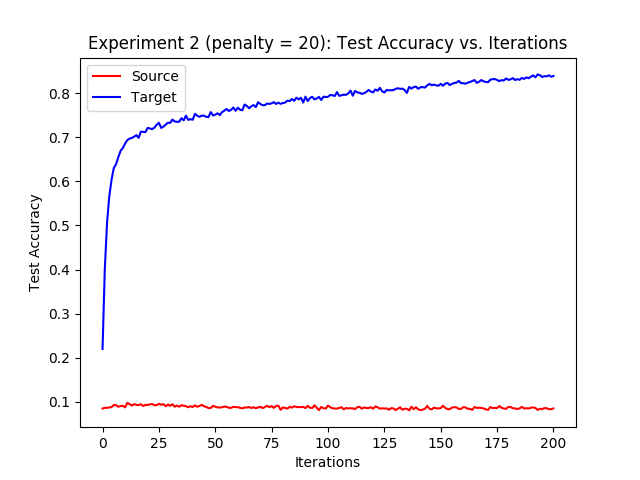 Experiment 2 (penalty = 20): Test Accuracy vs. Iterations
Source
Target
Test Accuracy
0.8
0.7
0.6
0.5
0.4
0.3
0.2
0.1
0 25 50 75 100 125 150 175 200
Iterations